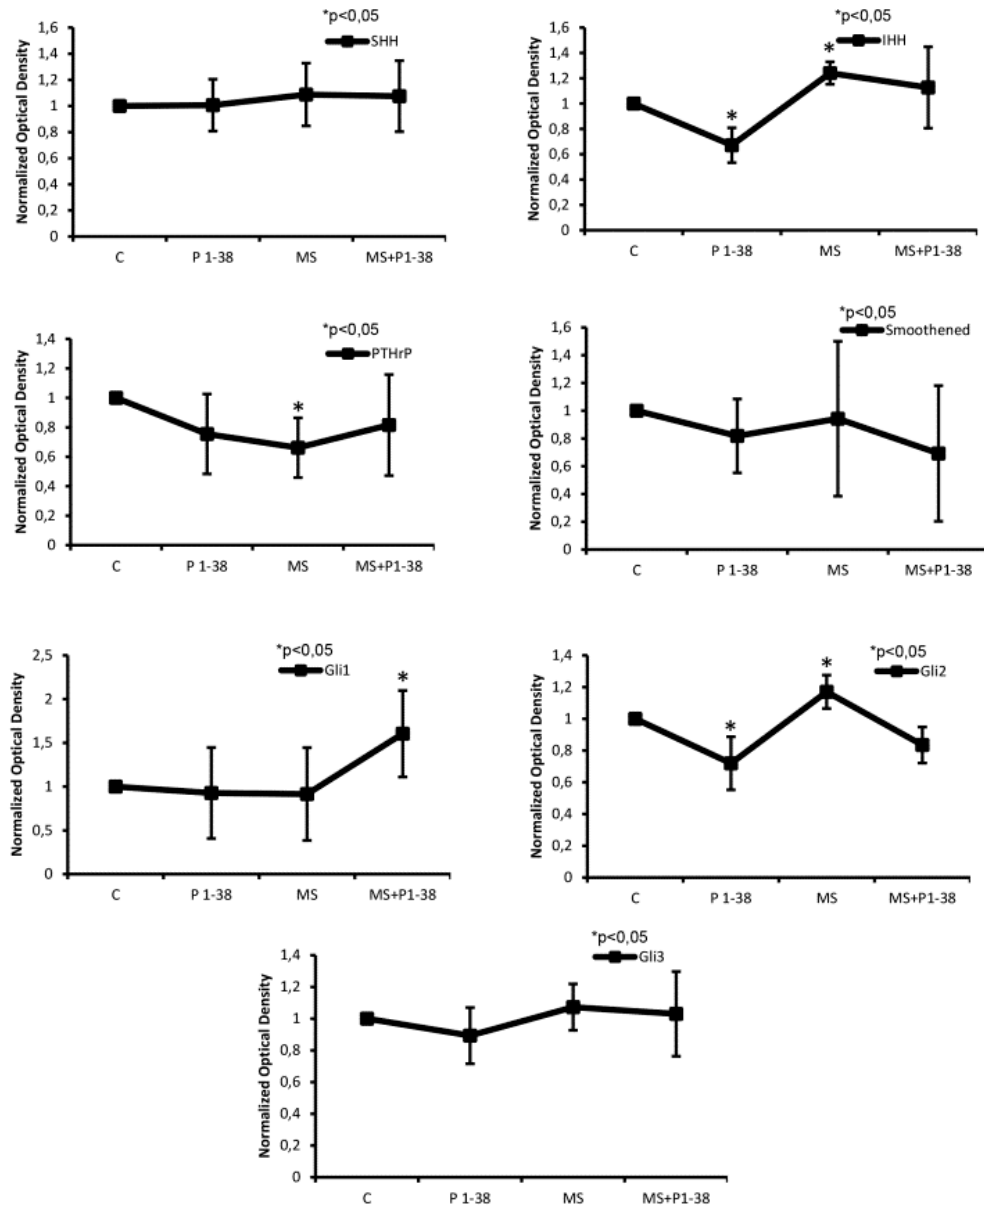 *p<0,05
SHH
Normalized Optical Density
1,6
1,4
1,2
1
0,8
0,6
0,4
0,2
0
C P 1-38 MS MS+P1-38
*p<0,05
IHH
Normalized Optical Density
1,6
1,4
1,2
1
0,8
0,6
0,4
0,2
0
*
*
C P 1-38 MS MS+P1-38
*p<0,05
PTHrP
Normalized Optical Density
1,4
1,2
1
0,8
0,6
0,4
0,2
0
*
C P 1-38 MS MS+P1-38
*p<0,05
Smoothened
Normalized Optical Density
1,6
1,4
1,2
1
0,8
0,6
0,4
0,2
0
C P 1-38 MS MS+P1-38
*p<0,05
Gli1
Normalized Optical Density
2,5
2
1,5
1
0,5
0
*
C P 1-38 MS MS+P1-38
*p<0,05
Gli2
Normalized Optical Density
1,4
1,2
1
0,8
0,6
0,4
0,2
0
*
*
C P 1-38 MS MS+P1-38
*p<0,05
Gli3
Normalized Optical Density
1,4
1,2
1
0,8
0,6
0,4
0,2
0
C P 1-38 MS MS+P1-38